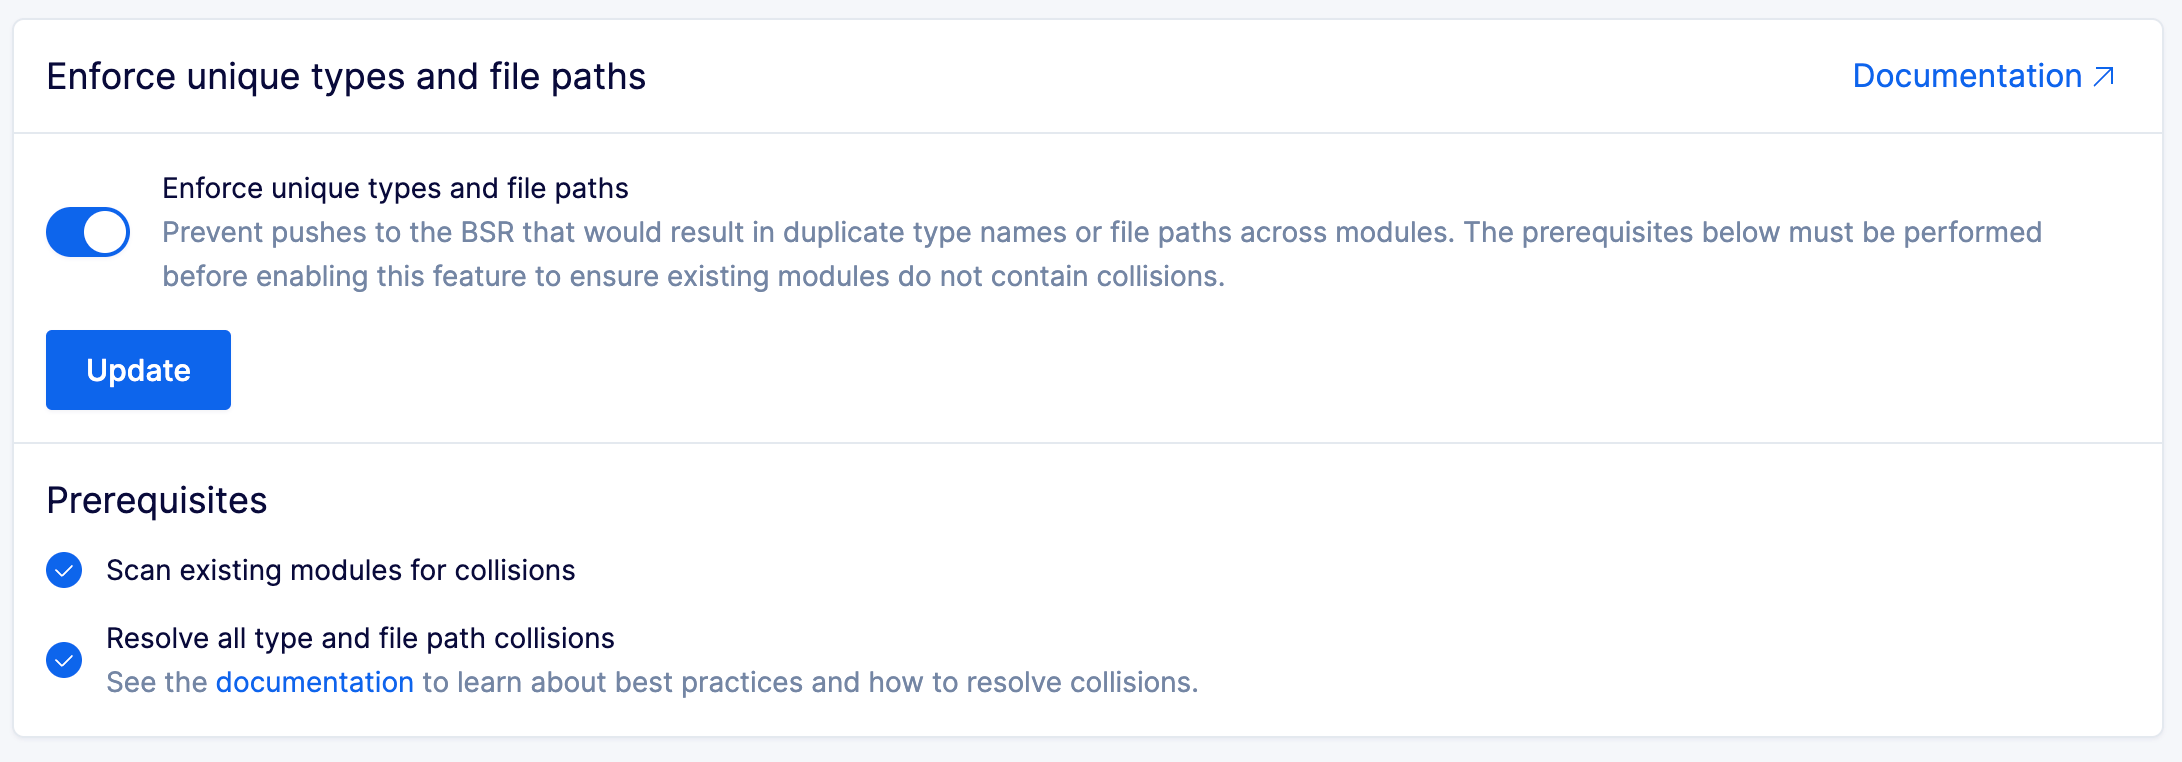 Enforce unique types and file paths
Documentation
Enforce unique types and file paths
Prevent pushes to the BSR that would result in duplicate type names or file paths across modules. The prerequisites below must be performed
before enabling this feature to ensure existing modules do not contain collisions.
Update
Prerequisites
Scan existing modules for collisions
Resolve all type and file path collisions
See the documentation to learn about best practices and how to resolve collisions.